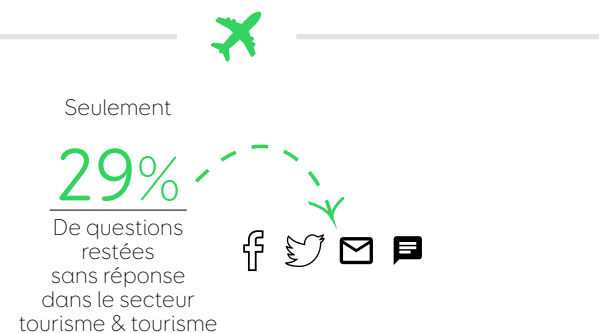 Seulement
29%
De questions
restées
sans réponse
dans le secteur
tourisme & tourisme